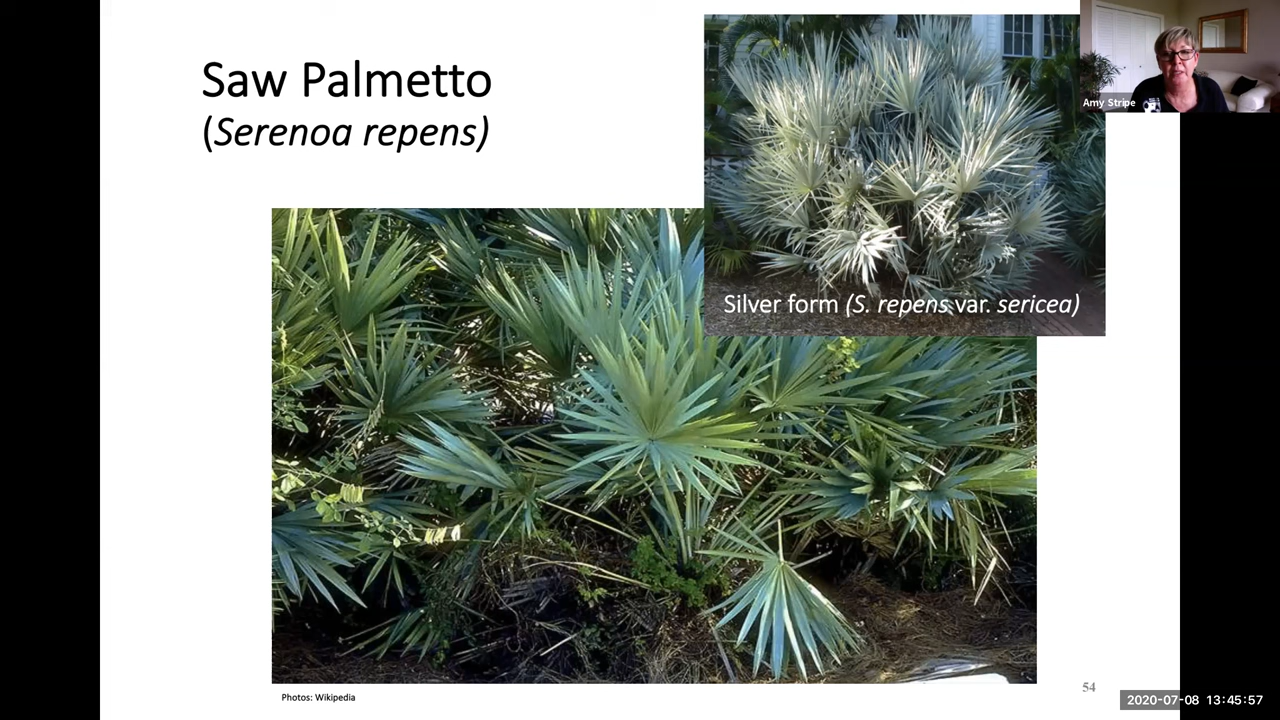 Saw Palmetto
(Serenoa repens)
Amy Stripe
Silver form (S. repens var. sericea)
Photos: Wikipedia
54
2020-07-08 13:45:57